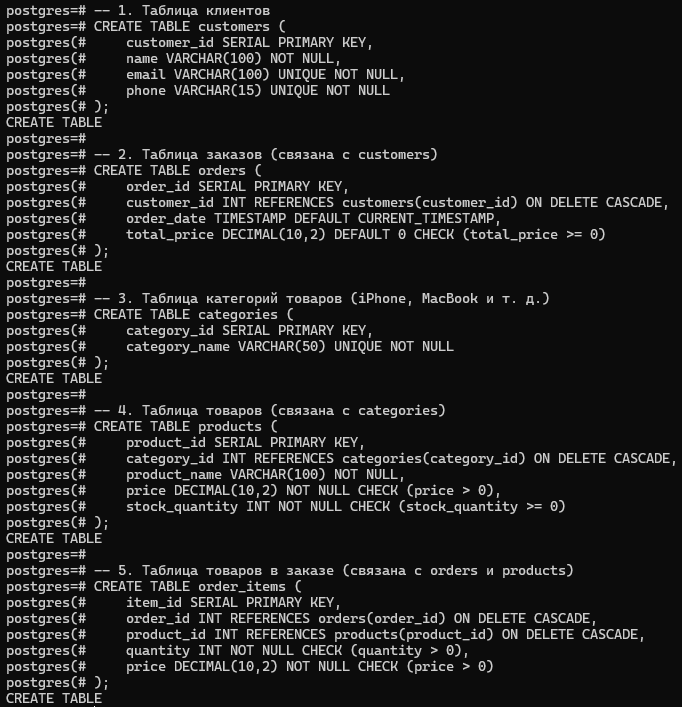 postgres=# -- 1. Таблица клиентов
postgres=# CREATE TABLE customers (
postgres(#     customer_id SERIAL PRIMARY KEY,
postgres(#     name VARCHAR(100) NOT NULL,
postgres(#     email VARCHAR(100) UNIQUE NOT NULL,
postgres(#     phone VARCHAR(15) UNIQUE NOT NULL
postgres(# );
CREATE TABLE
postgres=#
postgres=# -- 2. Таблица заказов (связана с customers)
postgres=# CREATE TABLE orders (
postgres(#     order_id SERIAL PRIMARY KEY,
postgres(#     customer_id INT REFERENCES customers(customer_id) ON DELETE CASCADE,
postgres(#     order_date TIMESTAMP DEFAULT CURRENT_TIMESTAMP,
postgres(#     total_price DECIMAL(10,2) DEFAULT 0 CHECK (total_price >= 0)
postgres(# );
CREATE TABLE
postgres=#
postgres=# -- 3. Таблица категорий товаров (iPhone, MacBook и т. д.)
postgres=# CREATE TABLE categories (
postgres(#     category_id SERIAL PRIMARY KEY,
postgres(#     category_name VARCHAR(50) UNIQUE NOT NULL
postgres(# );
CREATE TABLE
postgres=#
postgres=# -- 4. Таблица товаров (связана с categories)
postgres=# CREATE TABLE products (
postgres(#     product_id SERIAL PRIMARY KEY,
postgres(#     category_id INT REFERENCES categories(category_id) ON DELETE CASCADE,
postgres(#     product_name VARCHAR(100) NOT NULL,
postgres(#     price DECIMAL(10,2) NOT NULL CHECK (price > 0),
postgres(#     stock_quantity INT NOT NULL CHECK (stock_quantity >= 0)
postgres(# );
CREATE TABLE
postgres=#
postgres=# -- 5. Таблица товаров в заказе (связана с orders и products)
postgres=# CREATE TABLE order_items (
postgres(#     item_id SERIAL PRIMARY KEY,
postgres(#     order_id INT REFERENCES orders(order_id) ON DELETE CASCADE,
postgres(#     product_id INT REFERENCES products(product_id) ON DELETE CASCADE,
postgres(#     quantity INT NOT NULL CHECK (quantity > 0),
postgres(#     price DECIMAL(10,2) NOT NULL CHECK (price > 0)
postgres(# );
CREATE TABLE